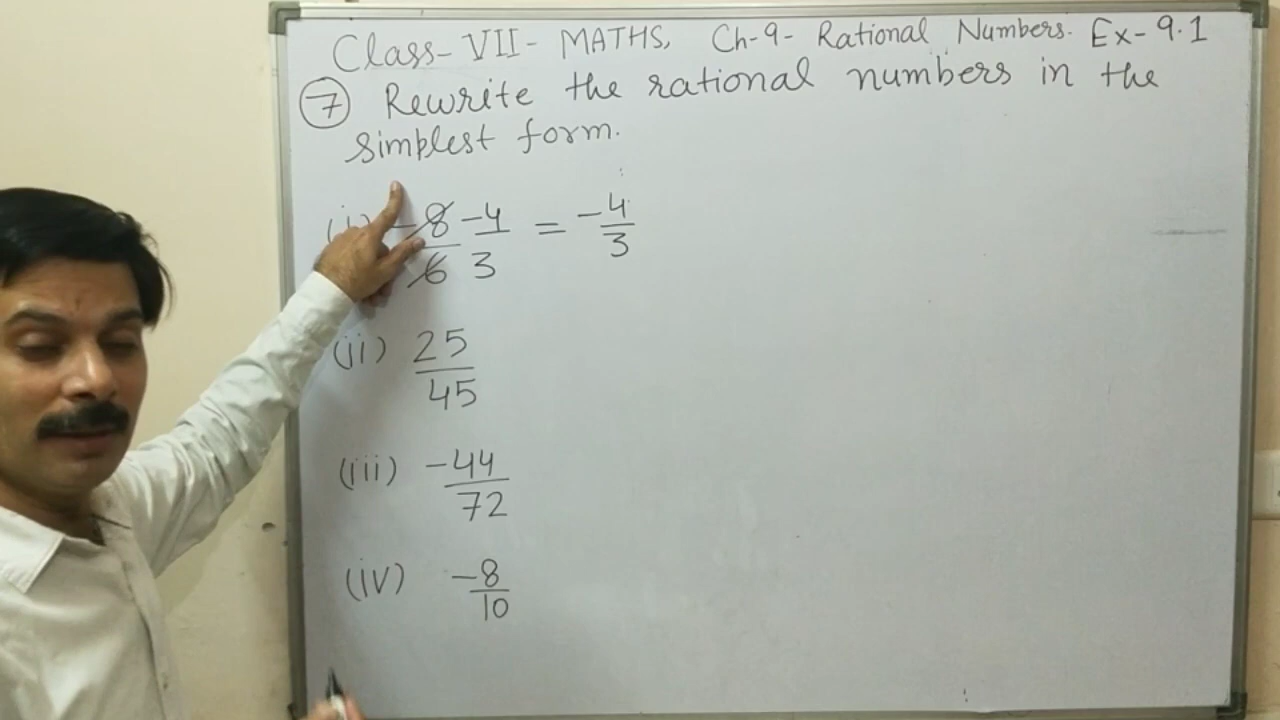 Class-VII- MATHS, Ch-9- Rational Numbers. Ex-9.1
7 Rewrite the rational numbers in the
simplest form.
(i) -8/6 -4/3 = -4/3
(ii) 25/45
(iii) -44/72
(iv) -8/10